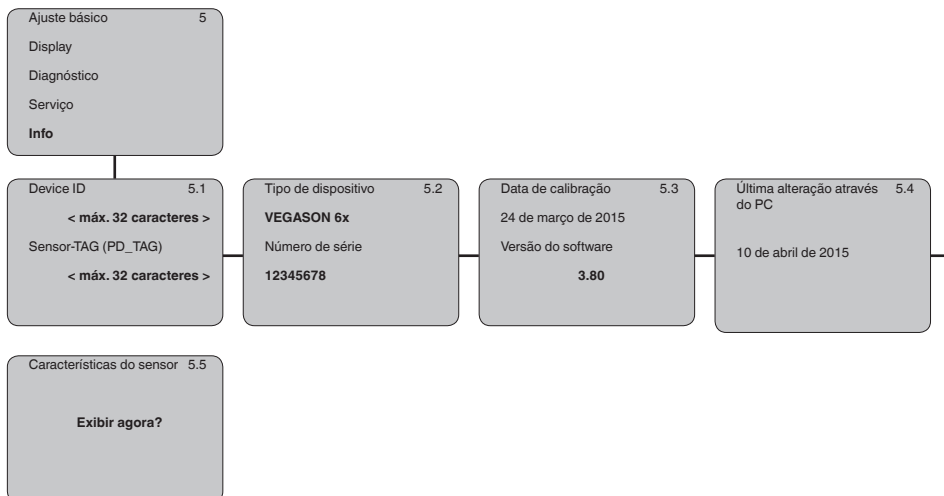 Ajuste básico 5
Display
Diagnóstico
Serviço
Info
Device ID 5.1
< máx. 32 caracteres >
Sensor-TAG (PD_TAG)
< máx. 32 caracteres >
Tipo de dispositivo 5.2
VEGASON 6x
Número de série
12345678
Data de calibração 5.3
24 de março de 2015
Versão do software
3.80
Última alteração através 5.4
do PC
10 de abril de 2015
Características do sensor 5.5
Exibir agora?